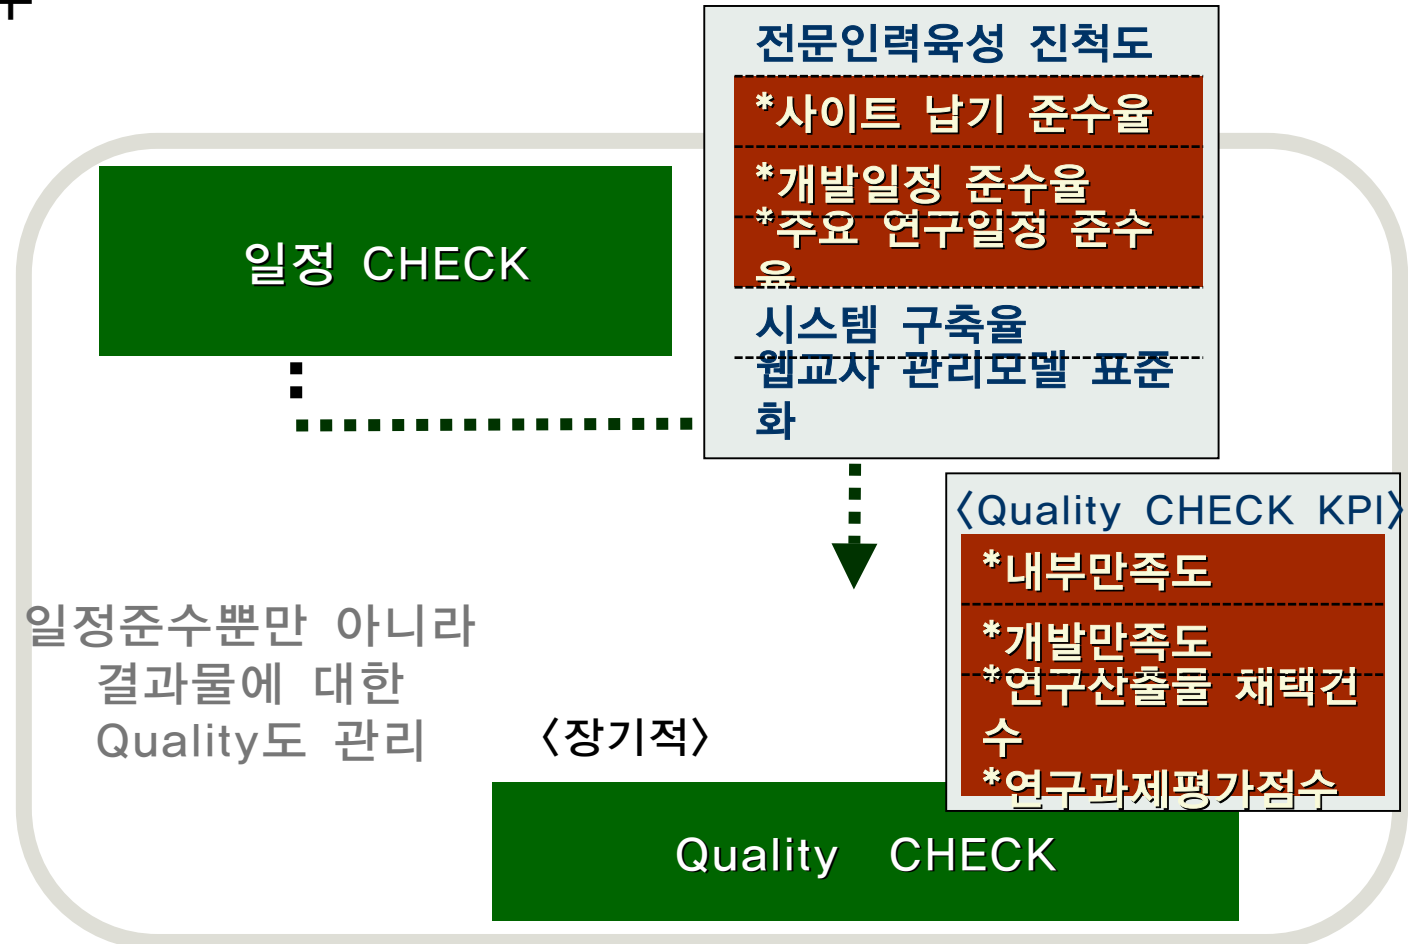 전문인력육성 진척도
*사이트 납기 준수율
*개발일정 준수율
*주요 연구일정 준수
율
시스템 구축율
웹교사 관리모델 표준
화
일정 CHECK
<Quality CHECK KPI>
*내부만족도
*개발만족도
*연구산출물 채택건
수
*연구과제평가점수
일정준수뿐만 아니라
결과물에 대한
Quality도 관리
<장기적>
Quality CHECK